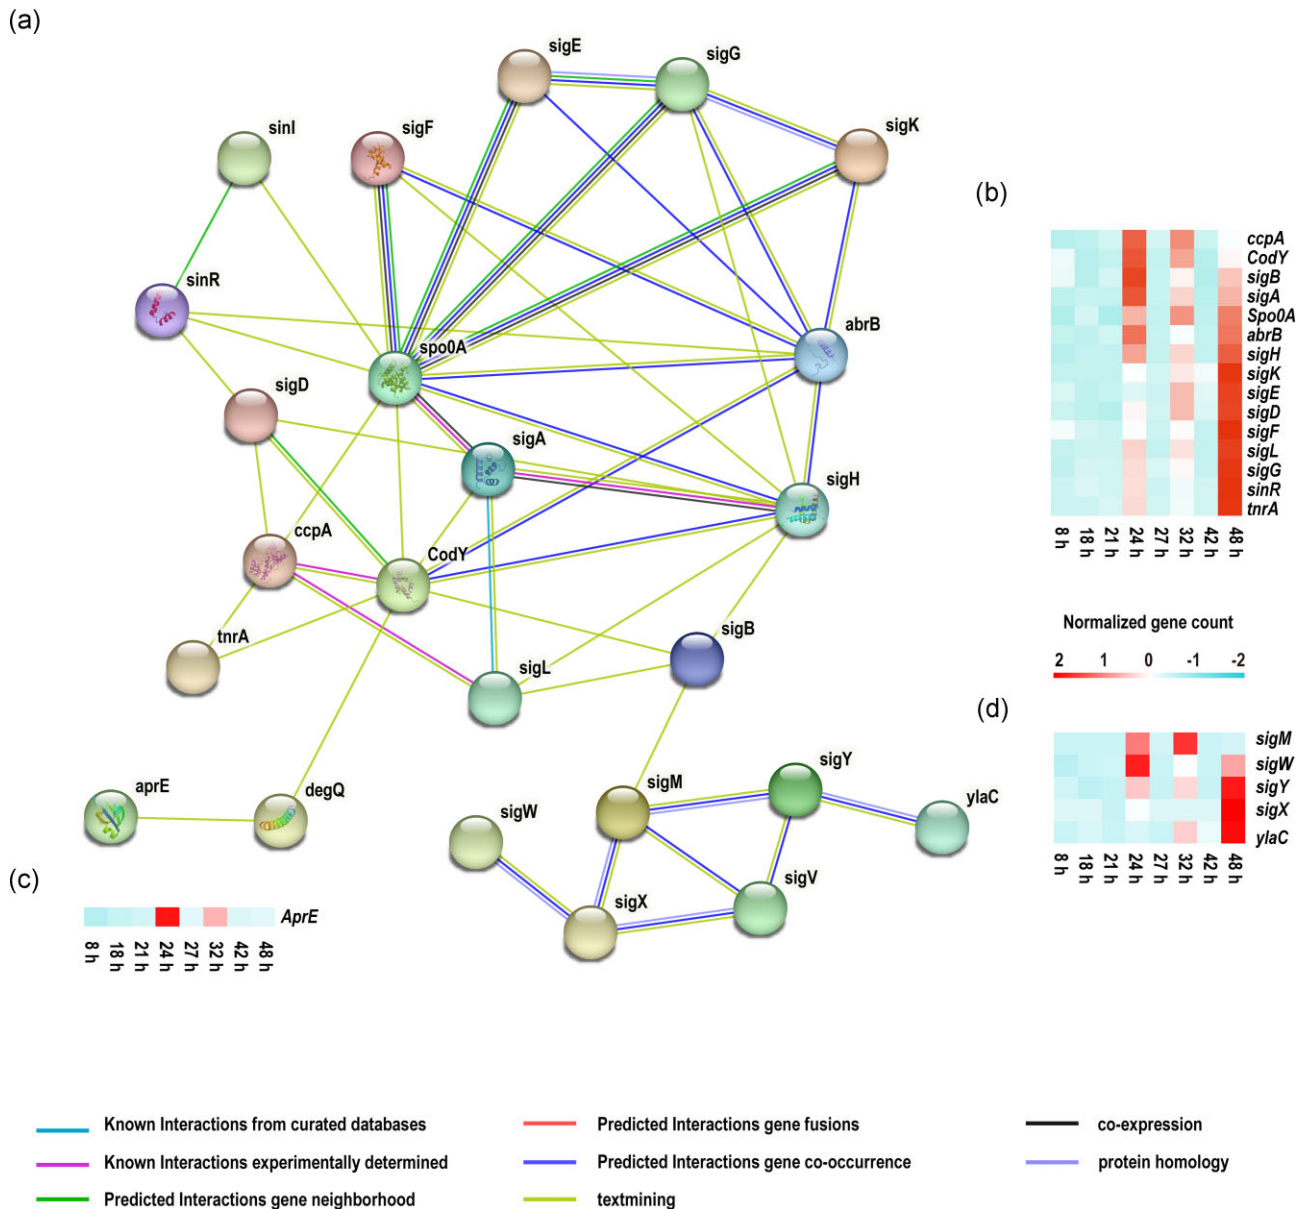 (a)
sigE
sigG
sinI
sigF
sigK
sinR
spo0A
abrB
sigD
sigA
sigH
ccpA
CodY
tnrA
sigB
sigL
aprE
degQ
sigM
sigY
ylaC
sigW
sigV
sigX
(b)
ccpA
CodY
sigB
sigA
Spo0A
abrB
sigH
sigK
sigE
sigD
sigF
sigL
sigG
sinR
tnrA
8 h 18 h 21 h 24 h 27 h 32 h 42 h 48 h
Normalized gene count
2 1 0 -1 -2
(d)
sigM
sigW
sigY
sigX
ylaC
8 h 18 h 21 h 24 h 27 h 32 h 42 h 48 h
(c)
AprE
8 h 18 h 21 h 24 h 27 h 32 h 42 h 48 h
Known Interactions from curated databases
Known Interactions experimentally determined
Predicted Interactions gene neighborhood
Predicted Interactions gene fusions
Predicted Interactions gene co-occurrence
textmining
co-expression
protein homology